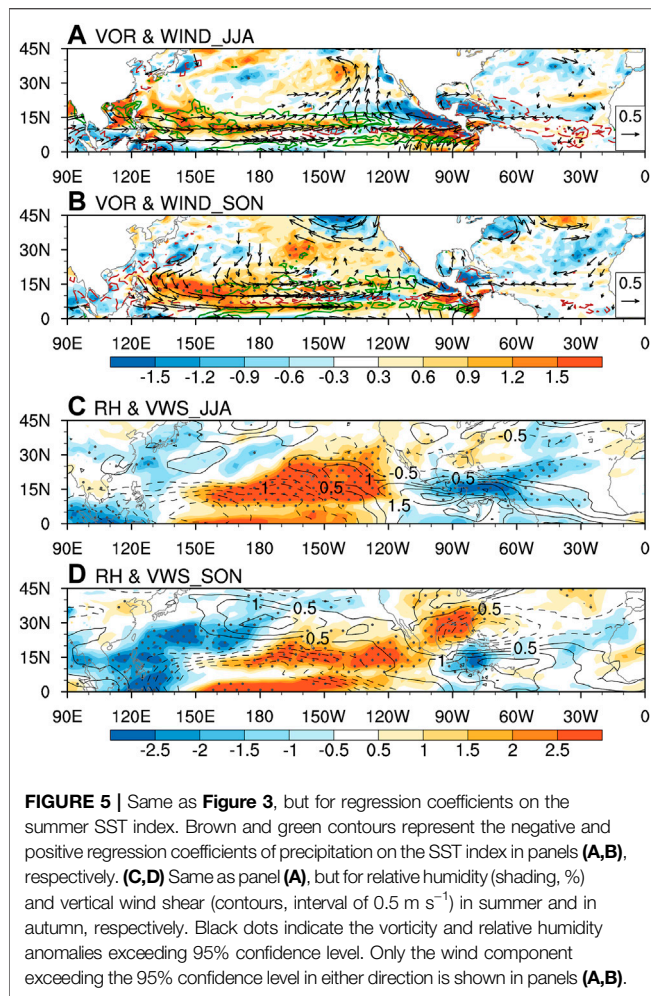 A VOR & WIND_JJA
45N
30N
15N
0
0.5
90E 120E 150E 180 150W 120W 90W 60W 30W 0
B VOR & WIND_SON
45N
30N
15N
0
0.5
90E 120E 150E 180 150W 120W 90W 60W 30W 0
-1.5 -1.2 -0.9 -0.6 -0.3 0.3 0.6 0.9 1.2 1.5
C RH & VWS_JJA
45N
-0.5
30N
-0.5 0.5
1 0.5 1
15N
1.5
0
90E 120E 150E 180 150W 120W 90W 60W 30W 0
D RH & VWS_SON
45N
1 0.5 0.5
30N
0.5
15N
1 0.5
0
90E 120E 150E 180 150W 120W 90W 60W 30W 0
-2.5 -2 -1.5 -1 -0.5 0.5 1 1.5 2 2.5
FIGURE 5 | Same as Figure 3, but for regression coefficients on the
summer SST index. Brown and green contours represent the negative and
positive regression coefficients of precipitation on the SST index in panels (A,B),
respectively. (C,D) Same as panel (A), but for relative humidity (shading, %)
and vertical wind shear (contours, interval of 0.5 m s⁻¹) in summer and in
autumn, respectively. Black dots indicate the vorticity and relative humidity
anomalies exceeding 95% confidence level. Only the wind component
exceeding the 95% confidence level in either direction is shown in panels (A,B).